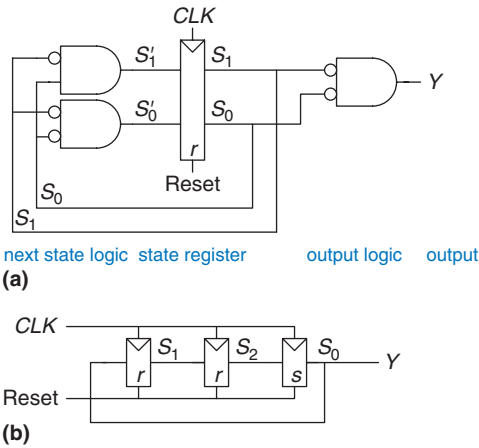 CLK
S'1 S1
Y
S'0 S0
r
Reset
S0
S1
next state logic state register output logic output
(a)
CLK
S1 S2 S0
Y
r r s
Reset
(b)